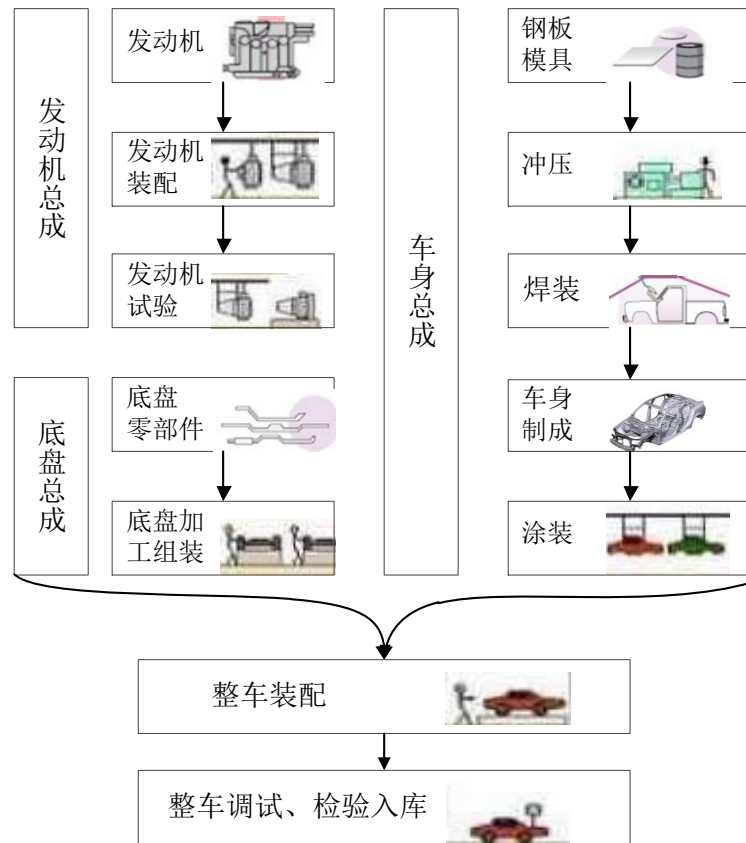 发动机总成
发动机
发动机
装配
发动机
试验
底盘总成
底盘
零部件
底盘加
工组装
车身总成
钢板
模具
冲压
焊装
车身
制成
涂装
整车装配
整车调试、检验入库